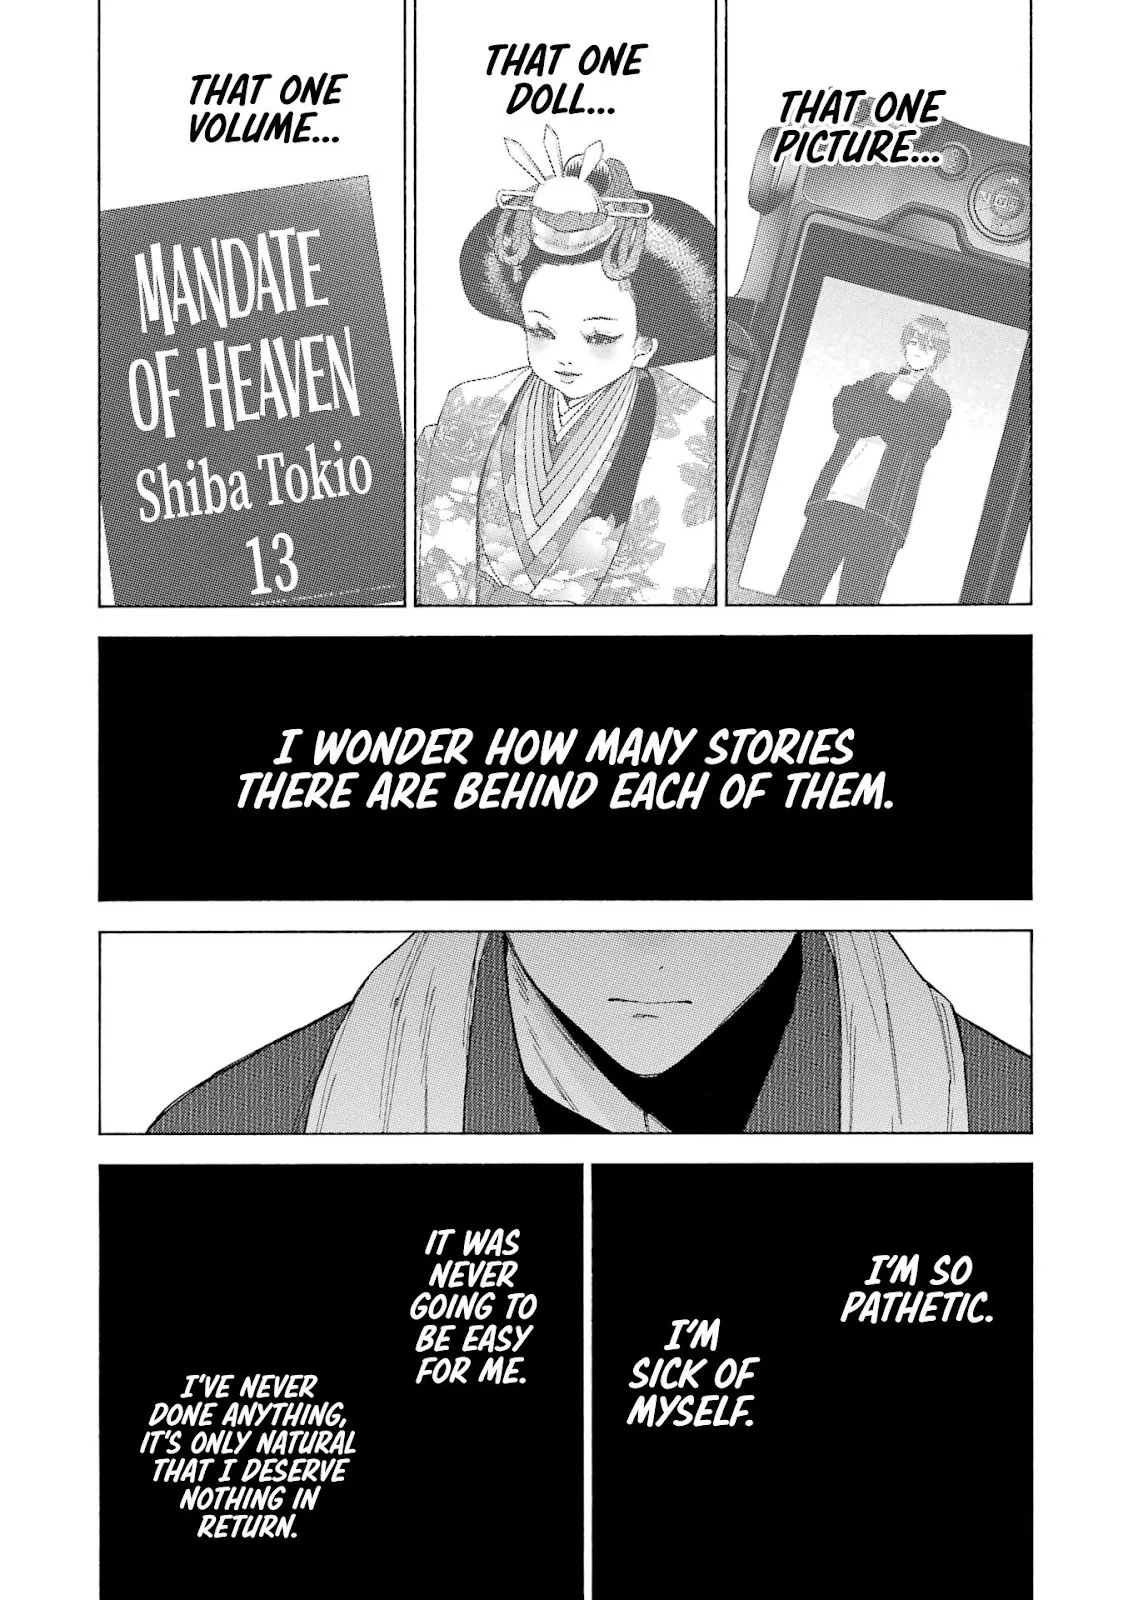 THAT ONE
PICTURE...
THAT ONE
DOLL...
THAT ONE
VOLUME...
MANDATE
OF HEAVEN
Shiba Tokio
13
I WONDER HOW MANY STORIES
THERE ARE BEHIND EACH OF THEM.
I'M SO
PATHETIC.
I'M
SICK OF
MYSELF.
IT WAS
NEVER
GOING TO
BE EASY
FOR ME.
I'VE NEVER
DONE ANYTHING,
IT'S ONLY NATURAL
THAT I DESERVE
NOTHING IN
RETURN.